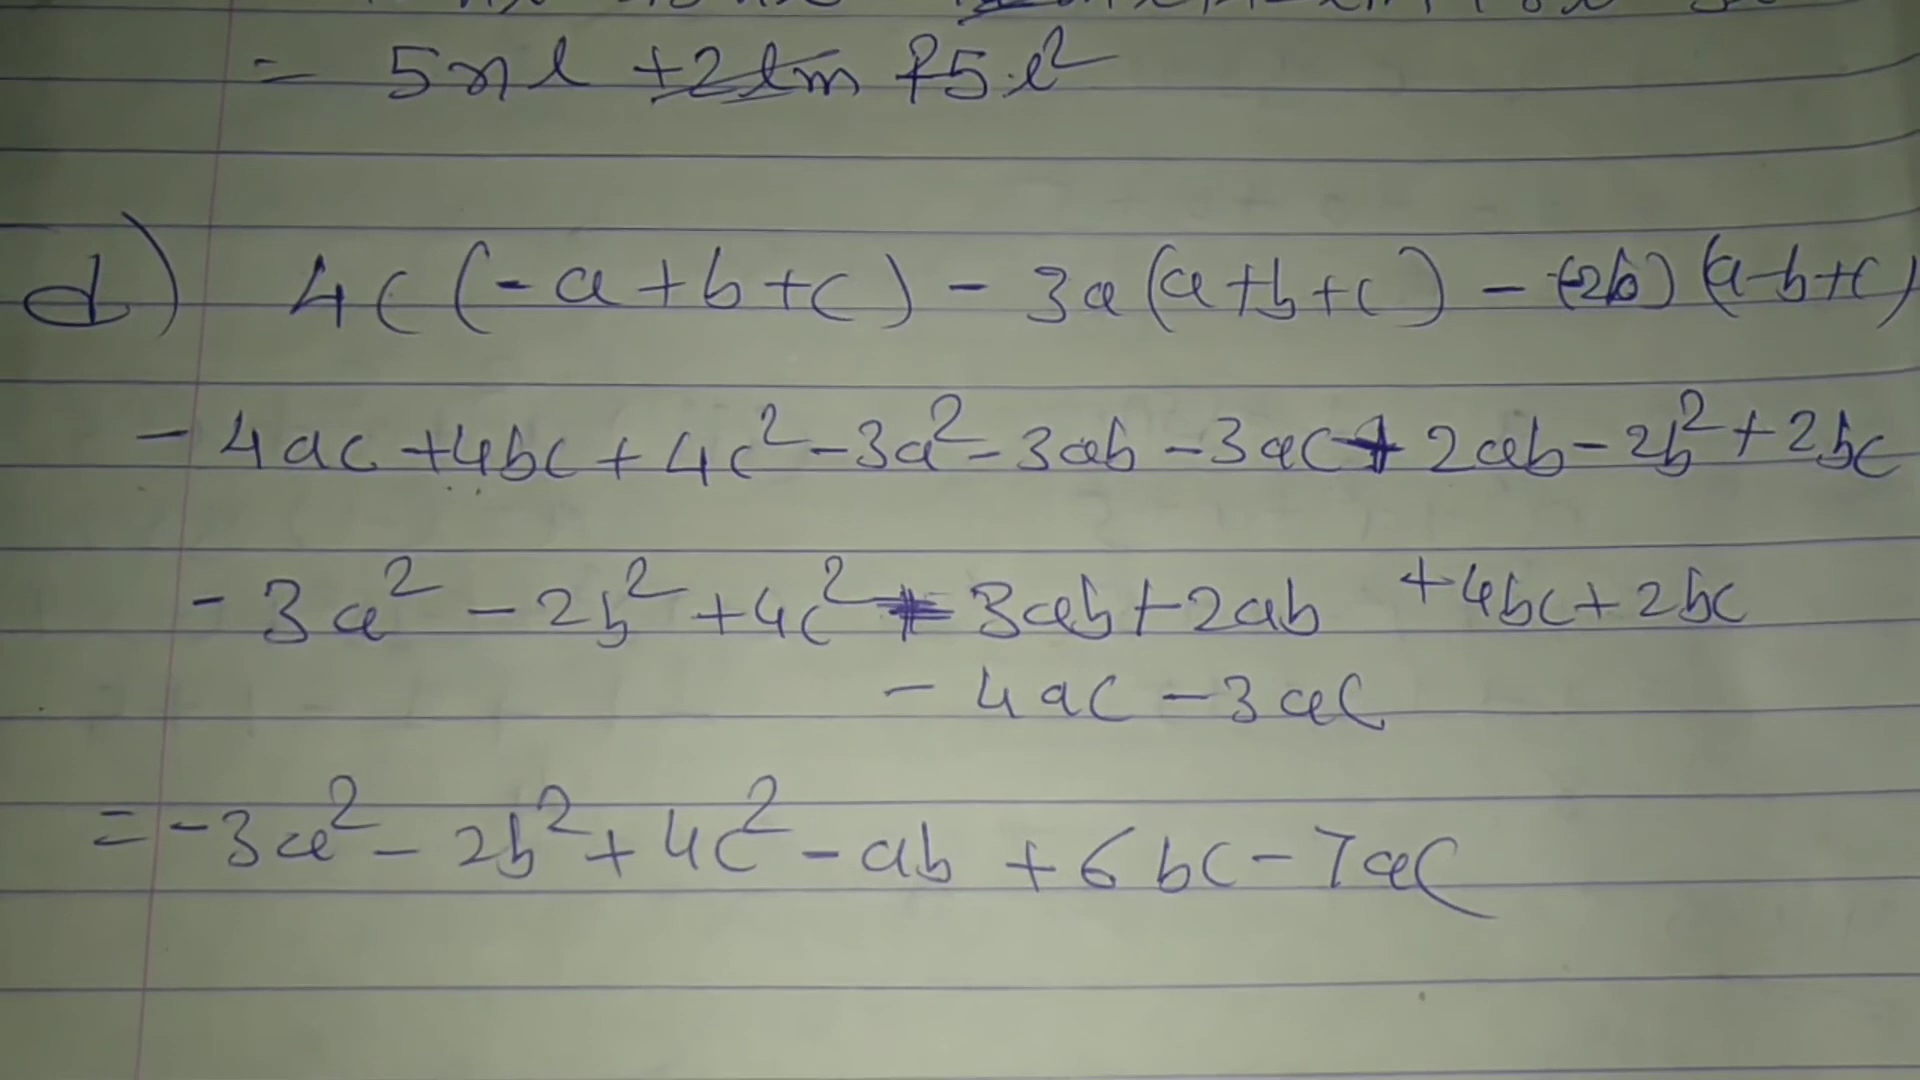 = 5nl +2lm +5l²
d) 4c (-a+b+c) - 3a(a+b+c) - (-2b) (a-b+c)
- 4ac +4bc + 4c² -3a² - 3ab -3ac + 2ab - 2b² + 2bc
- 3a² - 2b² +4c² - 3ab + 2ab +4bc + 2bc
- 4ac - 3ac
= -3a² - 2b² + 4c² - ab + 6bc - 7ac